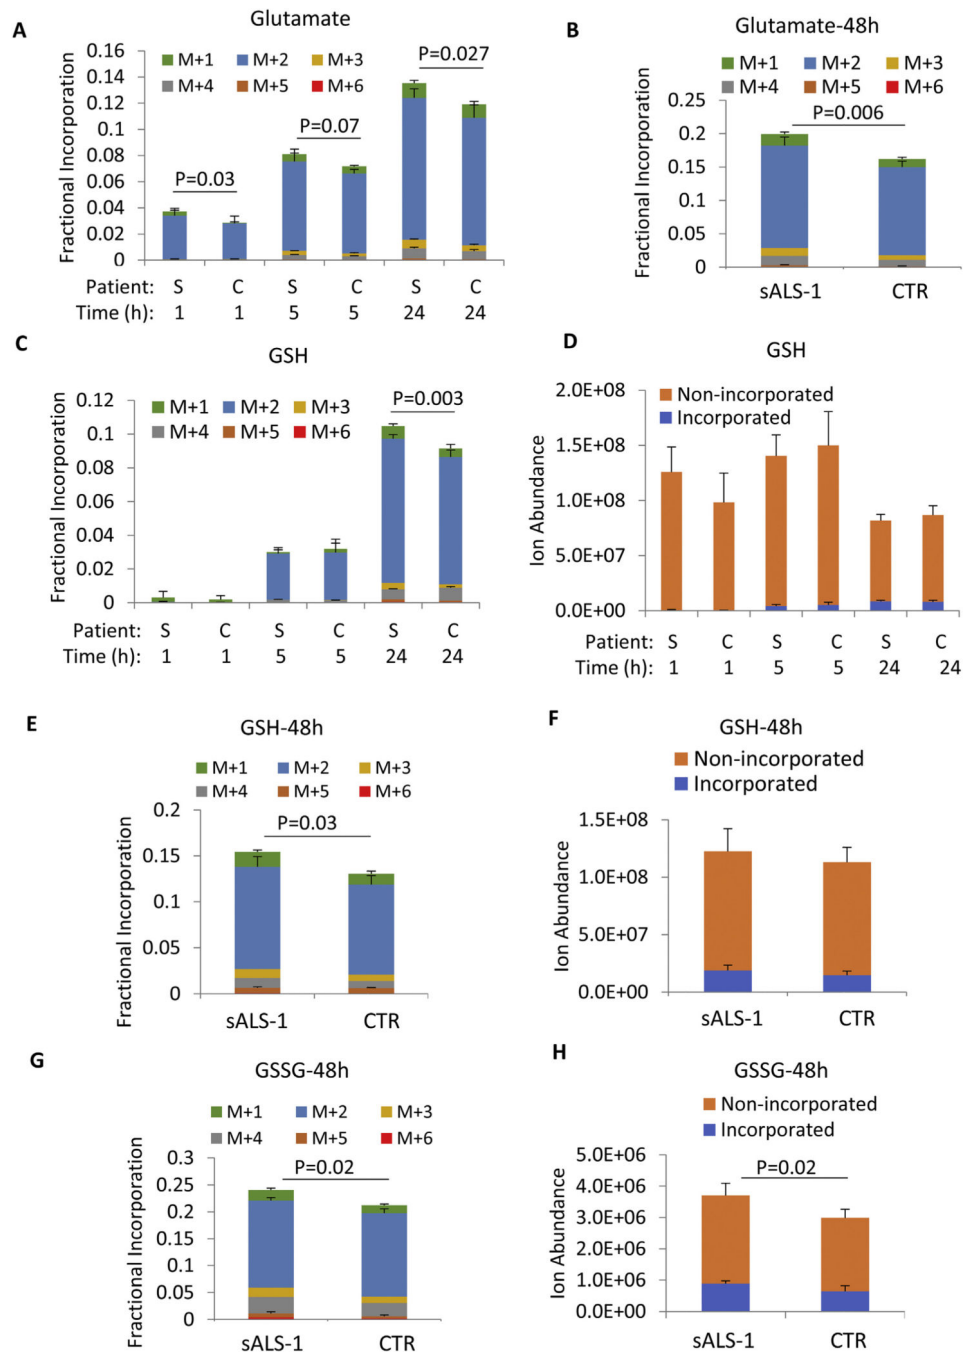 A
Glutamate
M+1 M+2 M+3
M+4 M+5 M+6
Fractional Incorporation
0.16
0.14
0.12
0.1
0.08
0.06
0.04
0.02
0
P=0.03
P=0.07
P=0.027
Patient: S C S C S C
Time (h): 1 1 5 5 24 24
B
Glutamate-48h
M+1 M+2 M+3
M+4 M+5 M+6
Fractional Incorporation
0.25
0.2
0.15
0.1
0.05
0
P=0.006
sALS-1 CTR
C
GSH
M+1 M+2 M+3
M+4 M+5 M+6
Fractional Incorporation
0.12
0.1
0.08
0.06
0.04
0.02
0
P=0.003
Patient: S C S C S C
Time (h): 1 1 5 5 24 24
D
GSH
Non-incorporated
Incorporated
Ion Abundance
2.0E+08
1.5E+08
1.0E+08
5.0E+07
0.0E+00
Patient: S C S C S C
Time (h): 1 1 5 5 24 24
E
GSH-48h
M+1 M+2 M+3
M+4 M+5 M+6
Fractional Incorporation
0.2
0.15
0.1
0.05
0
P=0.03
sALS-1 CTR
F
GSH-48h
Non-incorporated
Incorporated
Ion Abundance
1.5E+08
1.0E+08
5.0E+07
0.0E+00
sALS-1 CTR
G
GSSG-48h
M+1 M+2 M+3
M+4 M+5 M+6
Fractional Incorporation
0.3
0.25
0.2
0.15
0.1
0.05
0
P=0.02
sALS-1 CTR
H
GSSG-48h
Non-incorporated
Incorporated
Ion Abundance
5.0E+06
4.0E+06
3.0E+06
2.0E+06
1.0E+06
0.0E+00
P=0.02
sALS-1 CTR